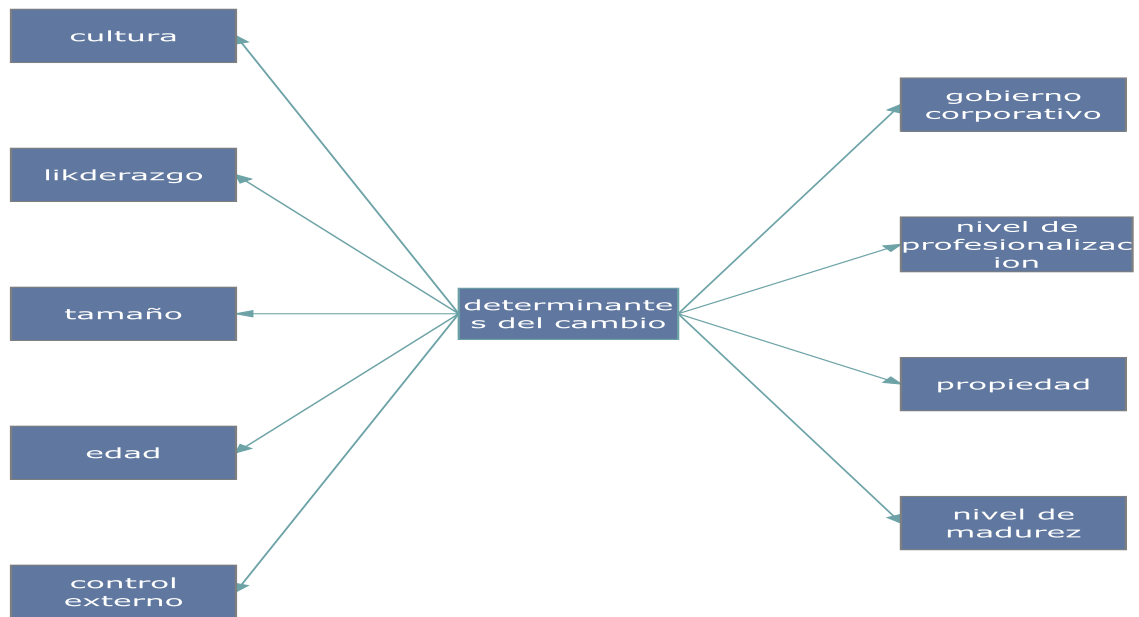 cultura
likderazgo
tamaño
edad
control
externo
determinante
s del cambio
gobierno
corporativo
nivel de
profesionalizac
ion
propiedad
nivel de
madurez